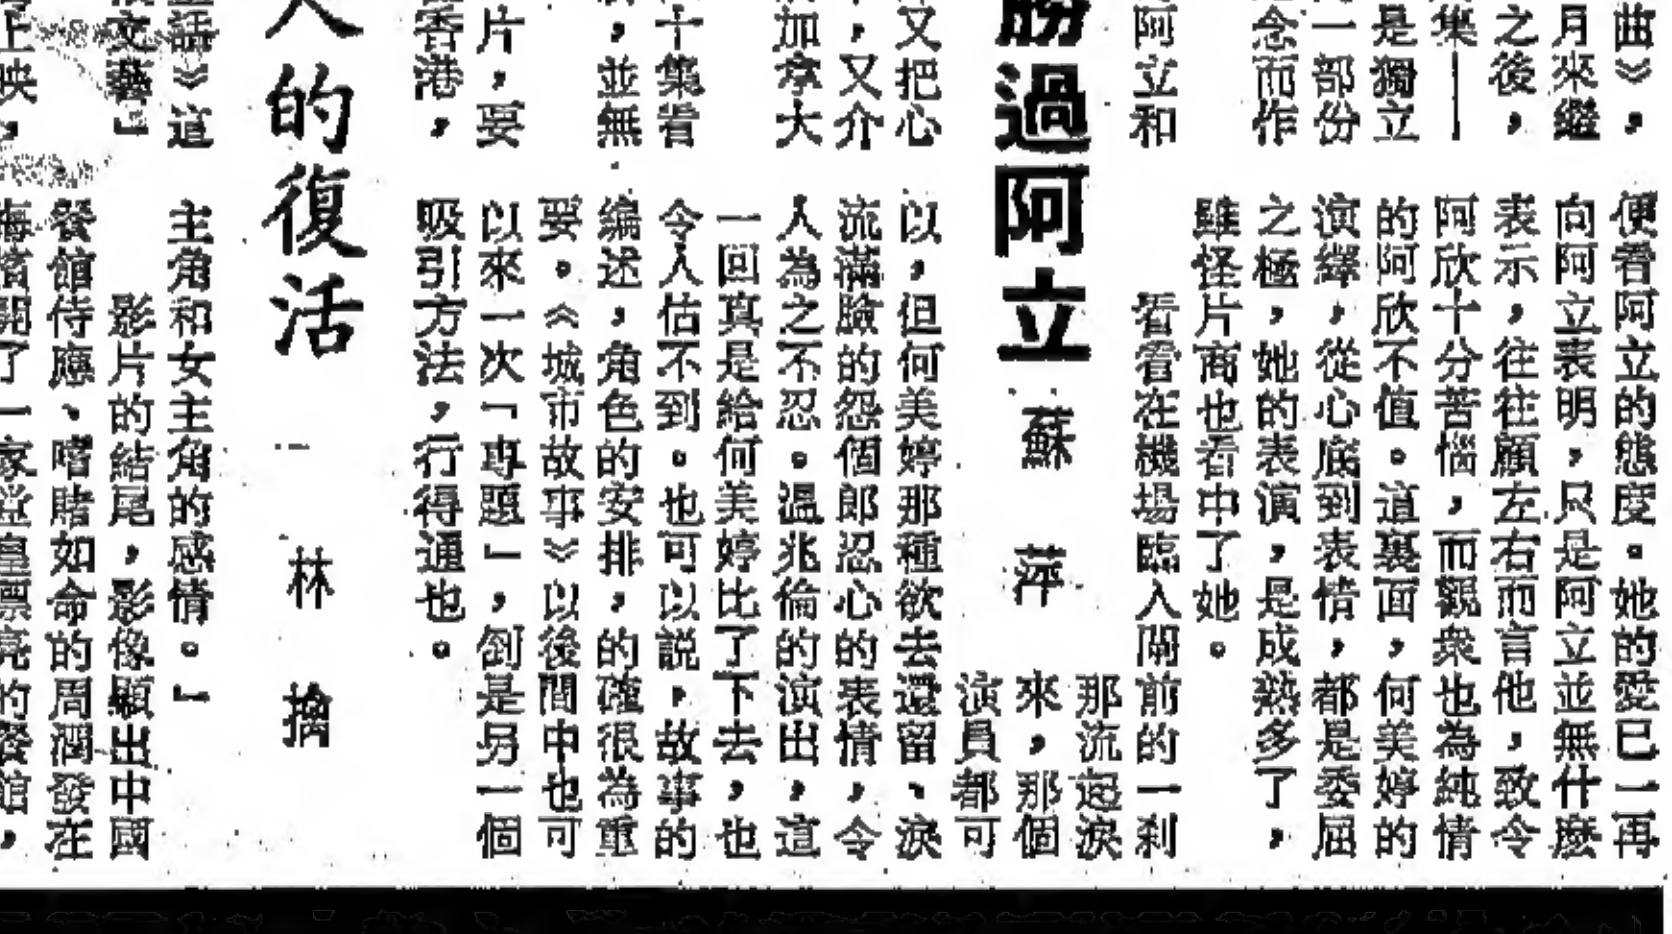 曲》，
月來繼
之後，
集——
是獨立
一部份
念而作
便看阿立的態度。她的愛已一再
向阿立表明，只是阿立並無什麼
表示，往往顧左右而言他，致令
阿欣十分苦惱，而觀衆也為純情
的阿欣不值。這裏面，何美婷的
演繹，從心底到表情，都是委屈
之極，她的表演，是成熟多了，
難怪片商也看中了她。
阿立和
看看在機場臨入閘前的一刹
那流起淚
來，那個
演員都可
勝過阿立
蘇 萍
又把心
，又介
加拿大
十集看
，並無
片，要
香港，
以，但何美婷那種欲去還留、淚
流滿臉的怨個郎忍心的表情，令
人為之不忍。溫兆倫的演出，這
一回真是給何美婷比了下去，也
令人估不到。也可以説，故事的
編述，角色的安排，的確很為重
要。《城市故事》以後間中也可
以來一次「專題」，倒是另一個
吸引方法，行得通也。
人的復活
林 擒
話》這
文藝」
上映，
主角和女主角的感情。」
影片的結尾，影像顯出中國
餐館侍應、嗜賭如命的周潤發在
海濱開了一家堂皇漂亮的餐館，